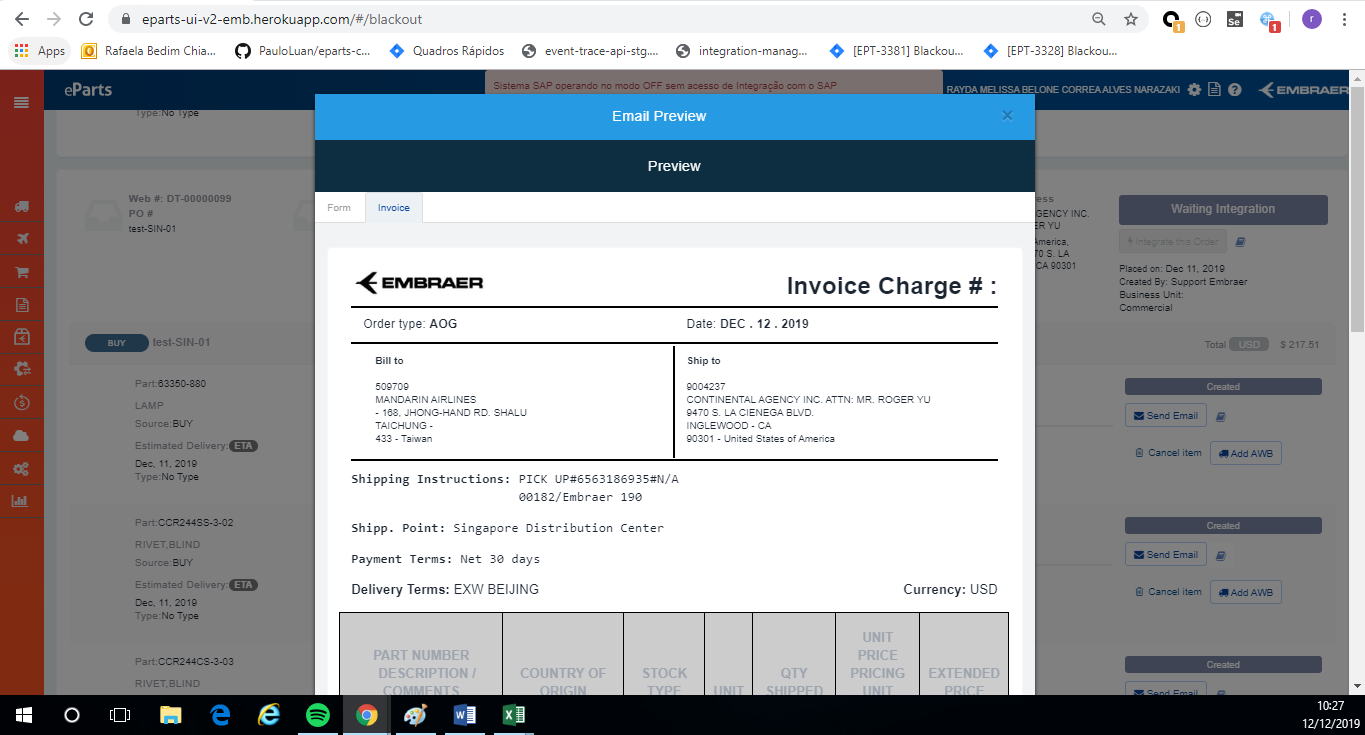 eparts-ui-v2-emb.herokuapp.com/#/blackout
Apps
Rafaela Bedim Chia...
PauloLuan/eparts-c...
Quadros Rápidos
event-trace-api-stg....
integration-manag...
[EPT-3381] Blackou...
[EPT-3328] Blackou...
eParts
Sistema SAP operando no modo OFF sem acesso de Integração com o SAP
RAYDA MELISSA BELONE CORREA ALVES NARAZAKI
EMBRAER
Type:No Type
Web #: DT-00000099
PO #
test-SIN-01
BUY
test-SIN-01
Part:63350-880
LAMP
Source:BUY
Estimated Delivery: ETA
Dec, 11, 2019
Type:No Type
Part:CCR244SS-3-02
RIVET,BLIND
Source:BUY
Estimated Delivery: ETA
Dec, 11, 2019
Type:No Type
Part:CCR244CS-3-03
RIVET,BLIND
Email Preview
×
Preview
Form
Invoice
EMBRAER
Invoice Charge # :
Order type: AOG
Date: DEC . 12 . 2019
Bill to
509709
MANDARIN AIRLINES
- 168, JHONG-HAND RD. SHALU
TAICHUNG -
433 - Taiwan
Ship to
9004237
CONTINENTAL AGENCY INC. ATTN: MR. ROGER YU
9470 S. LA CIENEGA BLVD.
INGLEWOOD - CA
90301 - United States of America
Shipping Instructions: PICK UP#6563186935#N/A
00182/Embraer 190
Shipp. Point: Singapore Distribution Center
Payment Terms: Net 30 days
Delivery Terms: EXW BEIJING
Currency: USD
PART NUMBER
DESCRIPTION /
COMMENTS
COUNTRY OF
ORIGIN
STOCK
TYPE
UNIT
QTY
SHIPPED
UNIT
PRICE
PRICING
UNIT
EXTENDED
PRICE
ess
GENCY INC.
ER YU
merica,
70 S. LA
CA 90301
Waiting Integration
Integrate this Order
Placed on: Dec 11, 2019
Created By: Support Embraer
Business Unit:
Commercial
Total USD $ 217.51
Created
Send Email
Cancel item
Add AWB
Created
Send Email
Cancel item
Add AWB
Created
Send Email
10:27
12/12/2019